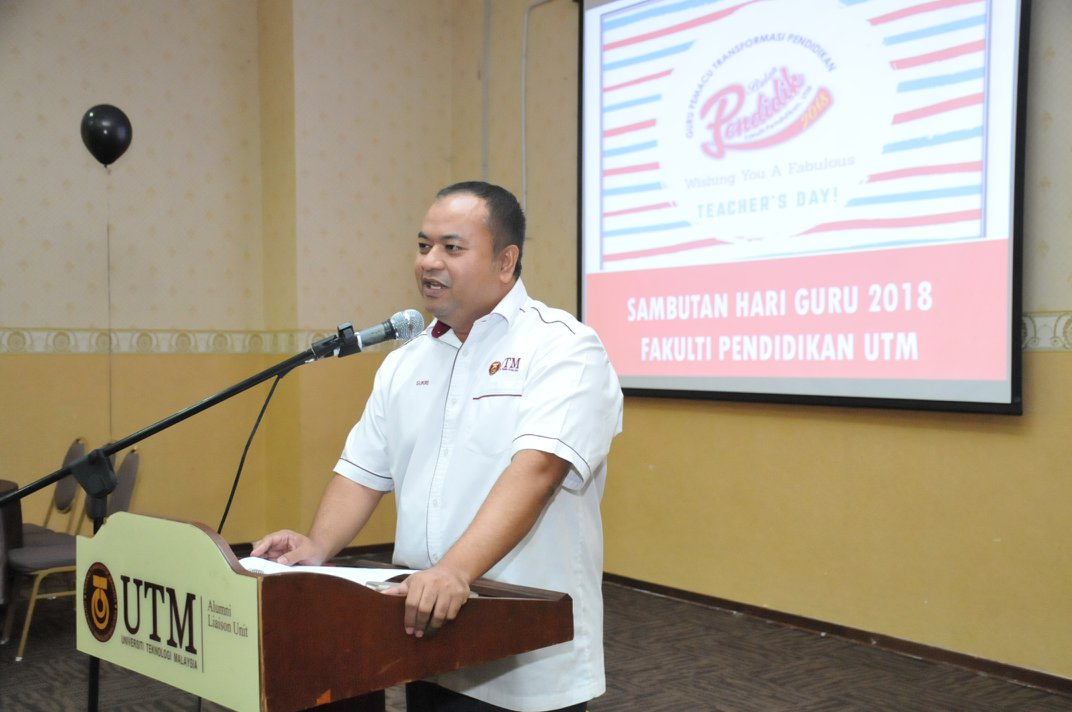 GURU PEMACU TRANSFORMASI PENDIDIKAN
Pendidik
2018
Wishing You A Fabulous
TEACHER'S DAY!
SAMBUTAN HARI GURU 2018
FAKULTI PENDIDIKAN UTM
UTM
UTM
UNIVERSITI TEKNOLOGI MALAYSIA
Alumni
Liaison Unit